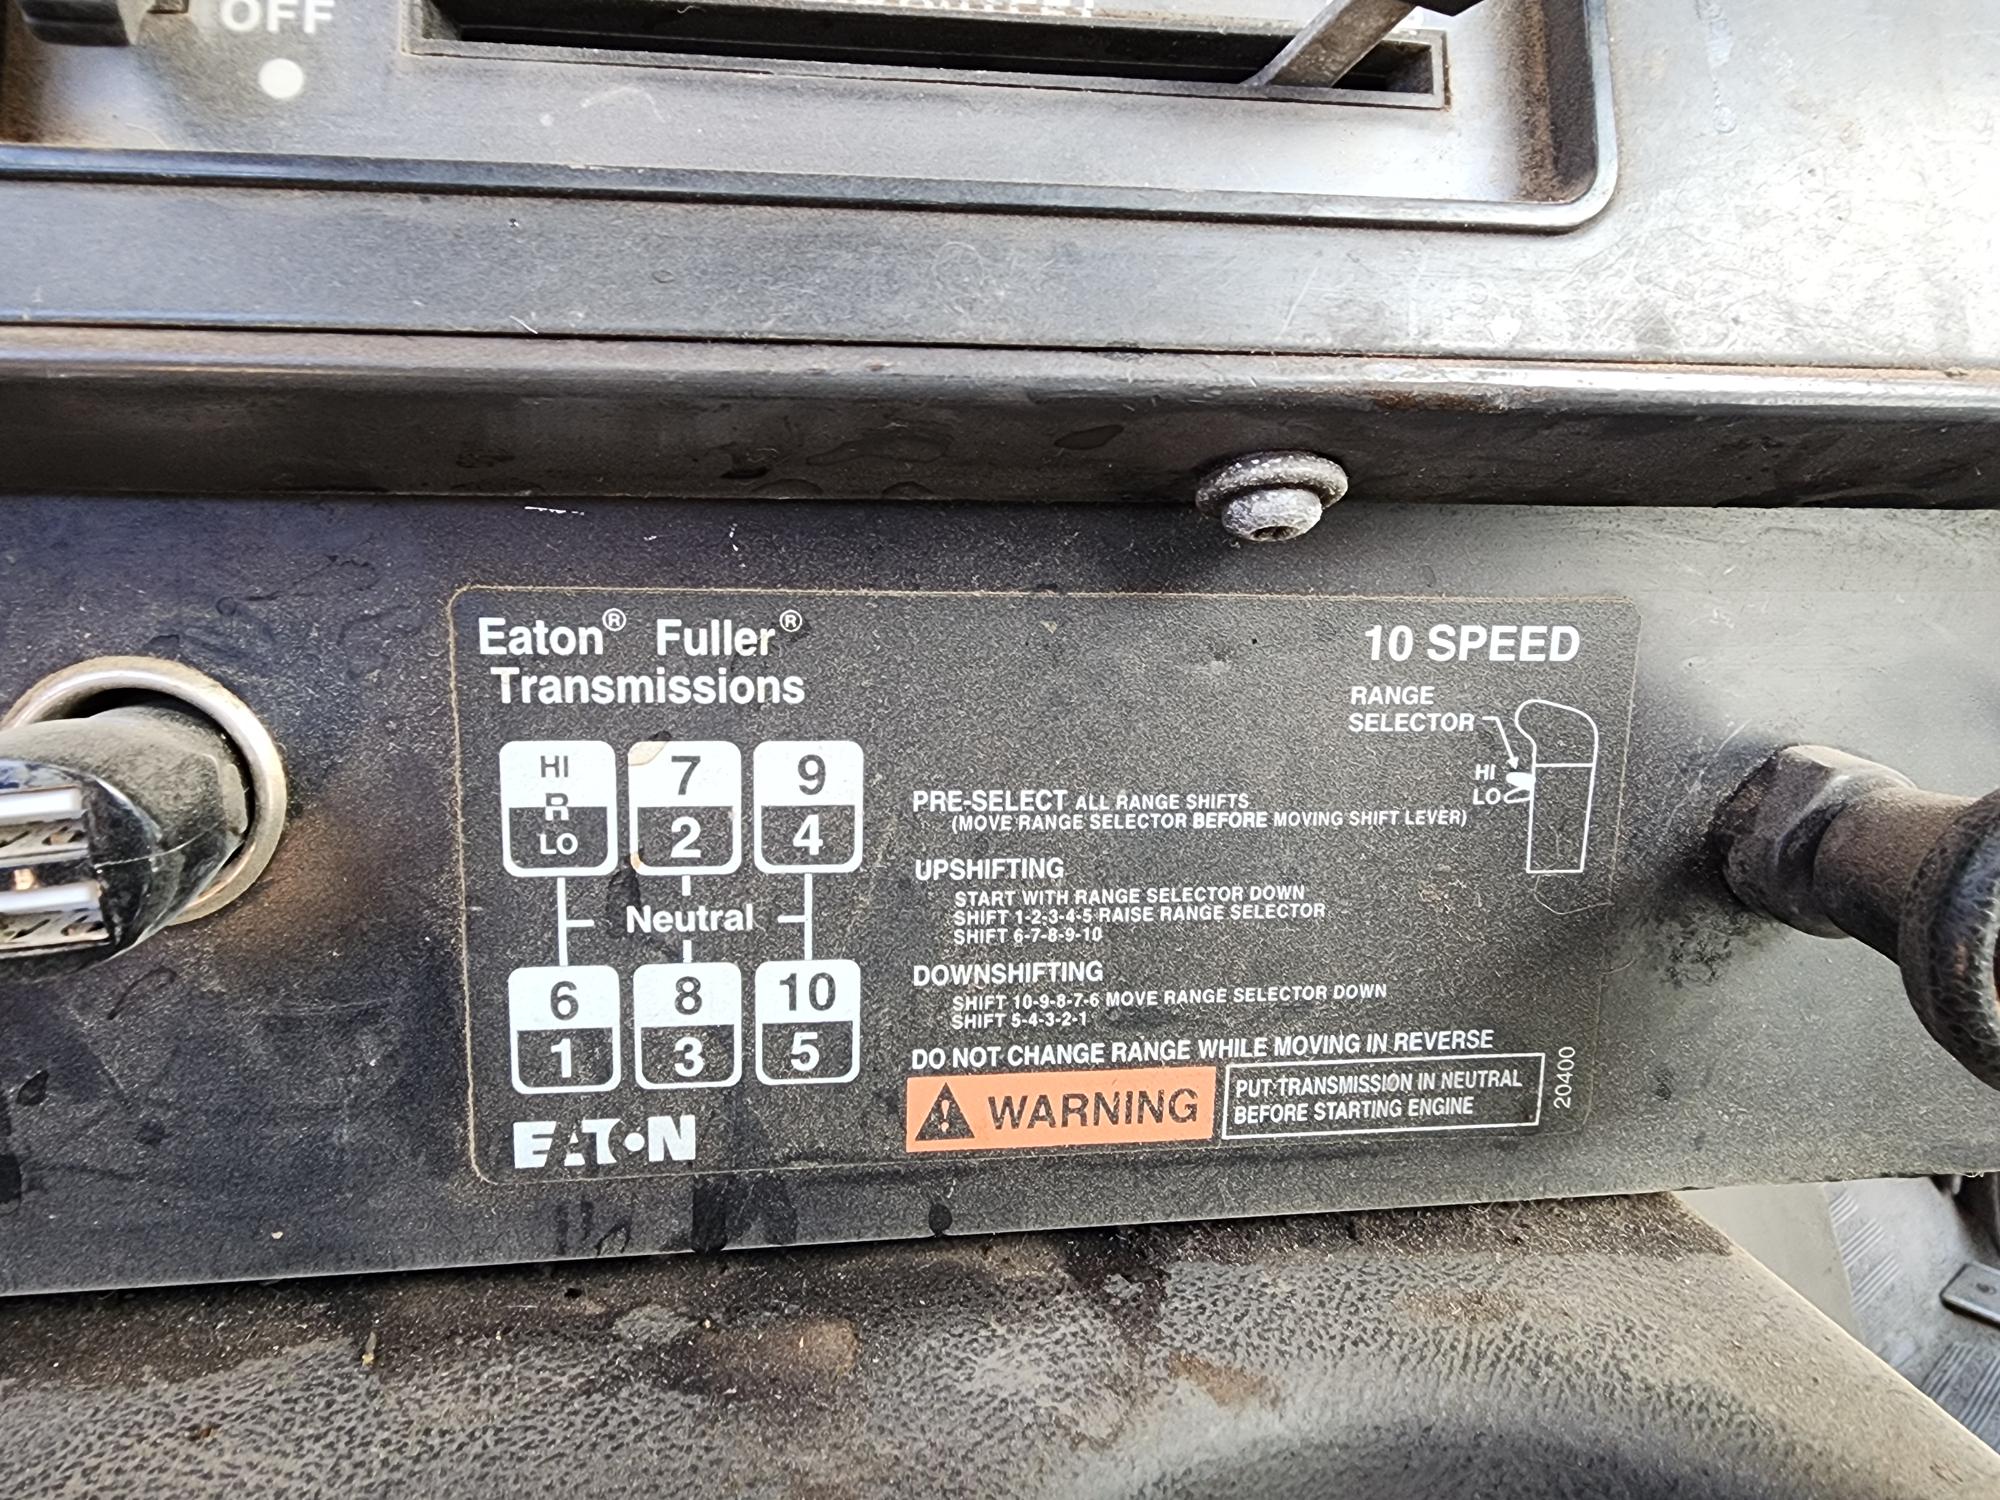 OFF
Eaton® Fuller®
Transmissions
10 SPEED
RANGE
SELECTOR
HI
LO
HI
R
LO
7
2
9
4
Neutral
6
1
8
3
10
5
PRE-SELECT ALL RANGE SHIFTS
(MOVE RANGE SELECTOR BEFORE MOVING SHIFT LEVER)
UPSHIFTING
START WITH RANGE SELECTOR DOWN
SHIFT 1-2-3-4-5 RAISE RANGE SELECTOR
SHIFT 6-7-8-9-10
DOWNSHIFTING
SHIFT 10-9-8-7-6 MOVE RANGE SELECTOR DOWN
SHIFT 5-4-3-2-1
DO NOT CHANGE RANGE WHILE MOVING IN REVERSE
WARNING
PUT TRANSMISSION IN NEUTRAL
BEFORE STARTING ENGINE
20400
EATON